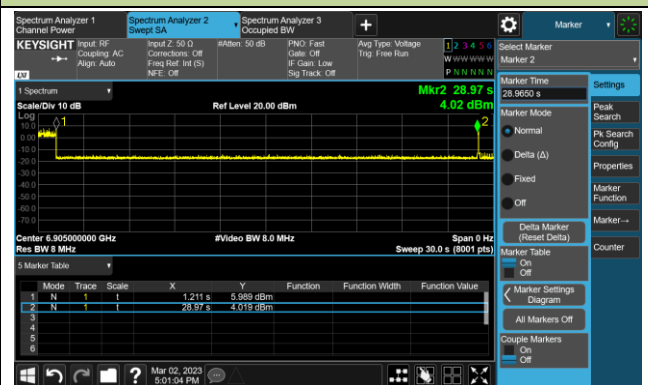 Spectrum Analyzer 1
Channel Power
Spectrum Analyzer 2
Swept SA
Spectrum Analyzer 3
Occupied BW
Marker
KEYSIGHT
Input: RF
Coupling: AC
Align: Auto
Input Z: 50 Ω
Corrections: Off
Freq Ref: Int (S)
NFE: Off
#Atten: 50 dB
PNO: Fast
Gate: Off
IF Gain: Low
Sig Track: Off
Avg Type: Voltage
Trig: Free Run
1 2 3 4 5 6
W W W W W W
P N N N N N
LXI
Select Marker
Marker 2
1 Spectrum
Mkr2 28.97 s
4.02 dBm
Scale/Div 10 dB
Ref Level 20.00 dBm
Log
10.0
0.00
-10.0
-20.0
-30.0
-40.0
-50.0
-60.0
-70.0
1
2
Center 6.905000000 GHz
#Video BW 8.0 MHz
Span 0 Hz
Res BW 8 MHz
Sweep 30.0 s (8001 pts)
5 Marker Table
Mode Trace Scale X Y Function Function Width Function Value
1 N 1 t 1.211 s 5.989 dBm
2 N 1 t 28.97 s 4.019 dBm
3
4
5
6
Marker Time
28.9650 s
Marker Mode
Normal
Delta (Δ)
Fixed
Off
Delta Marker
(Reset Delta)
Marker Table
On
Off
Marker Settings
Diagram
All Markers Off
Couple Markers
On
Off
Settings
Peak
Search
Pk Search
Config
Properties
Marker
Function
Marker→
Counter
?
Mar 02, 2023
5:01:04 PM